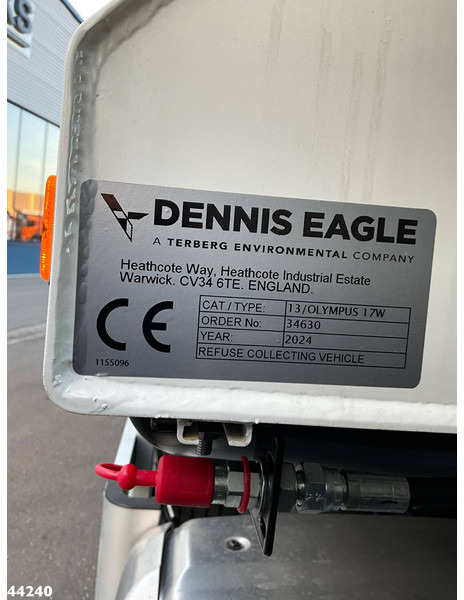 DENNIS EAGLE
A TERBERG ENVIRONMENTAL COMPANY
Heathcote Way, Heathcote Industrial Estate
Warwick. CV34 6TE. ENGLAND.
CE
1155096
CAT / TYPE: 13/OLYMPUS 17W
ORDER No: 34630
YEAR: 2024
REFUSE COLLECTING VEHICLE
44240